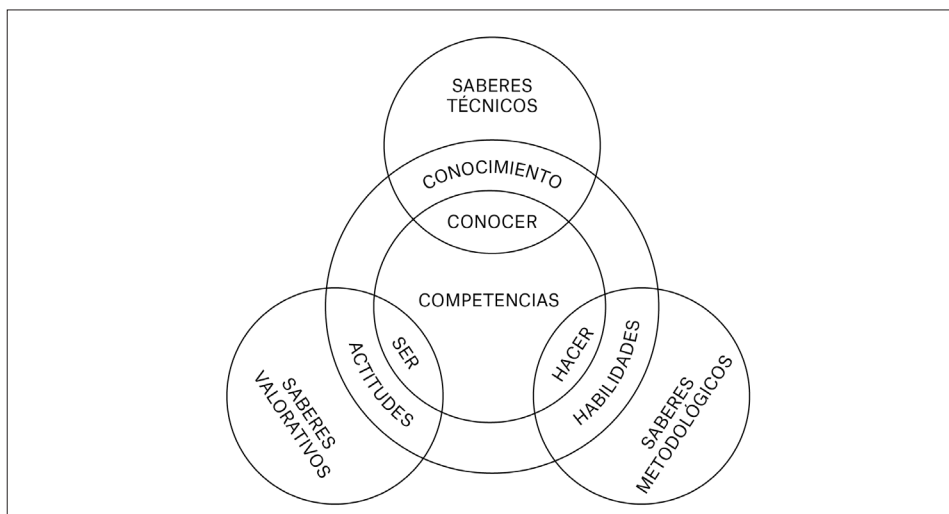 SABERES
TÉCNICOS
CONOCIMIENTO
CONOCER
COMPETENCIAS
SER
ACTITUDES
SABERES
VALORATIVOS
HACER
HABILIDADES
SABERES
METODOLÓGICOS